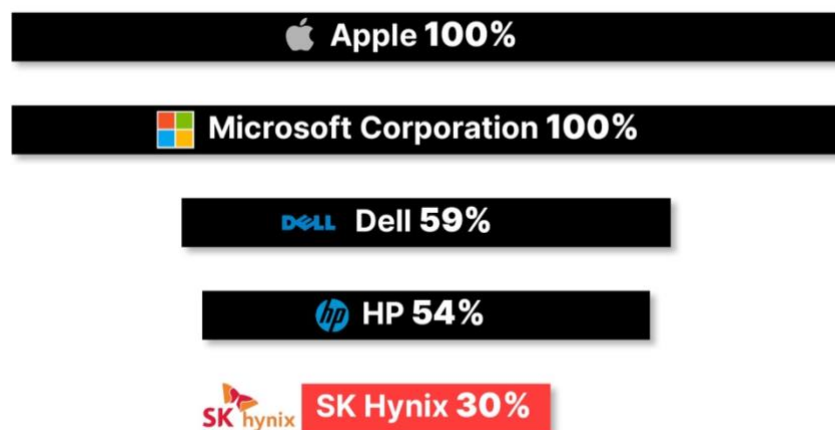 Apple 100%
Microsoft Corporation 100%
DELL Dell 59%
hp HP 54%
SK hynix SK Hynix 30%